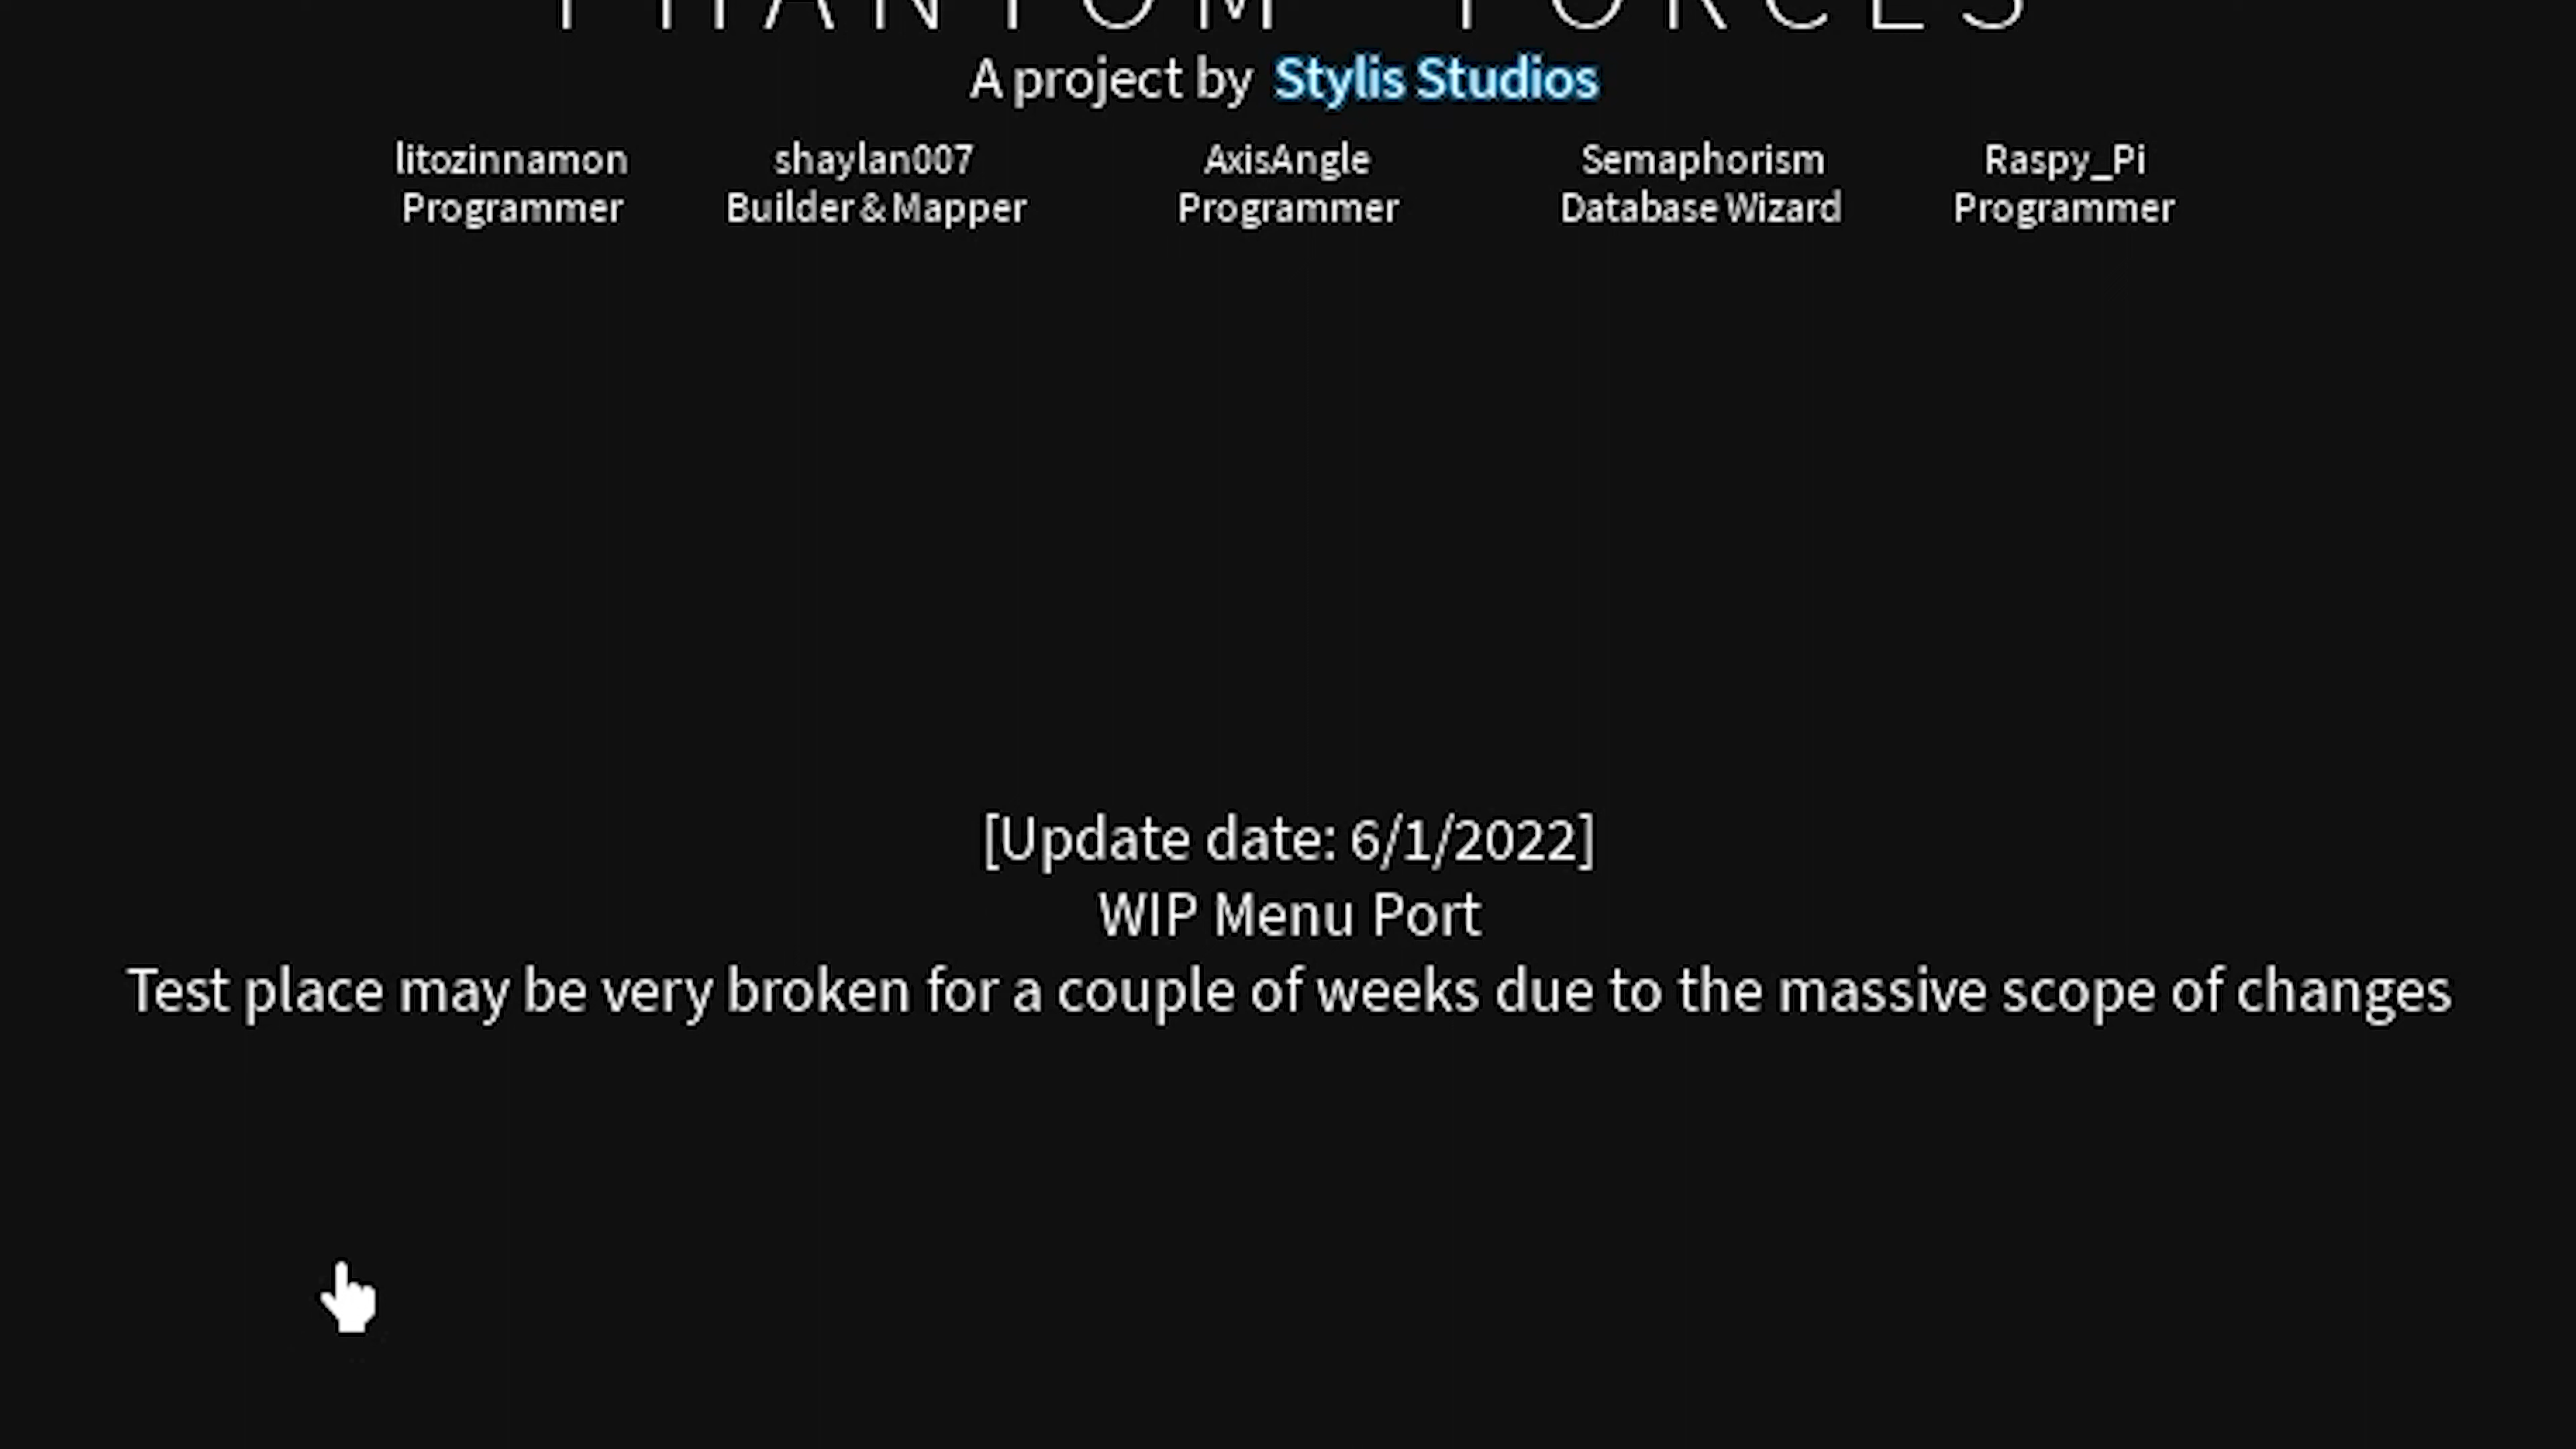 PHANTOM FORCES
A project by Stylis Studios
litozinnamon shaylan007 AxisAngle Semaphorism Raspy_Pi
Programmer Builder & Mapper Programmer Database Wizard Programmer
[Update date: 6/1/2022]
WIP Menu Port
Test place may be very broken for a couple of weeks due to the massive scope of changes